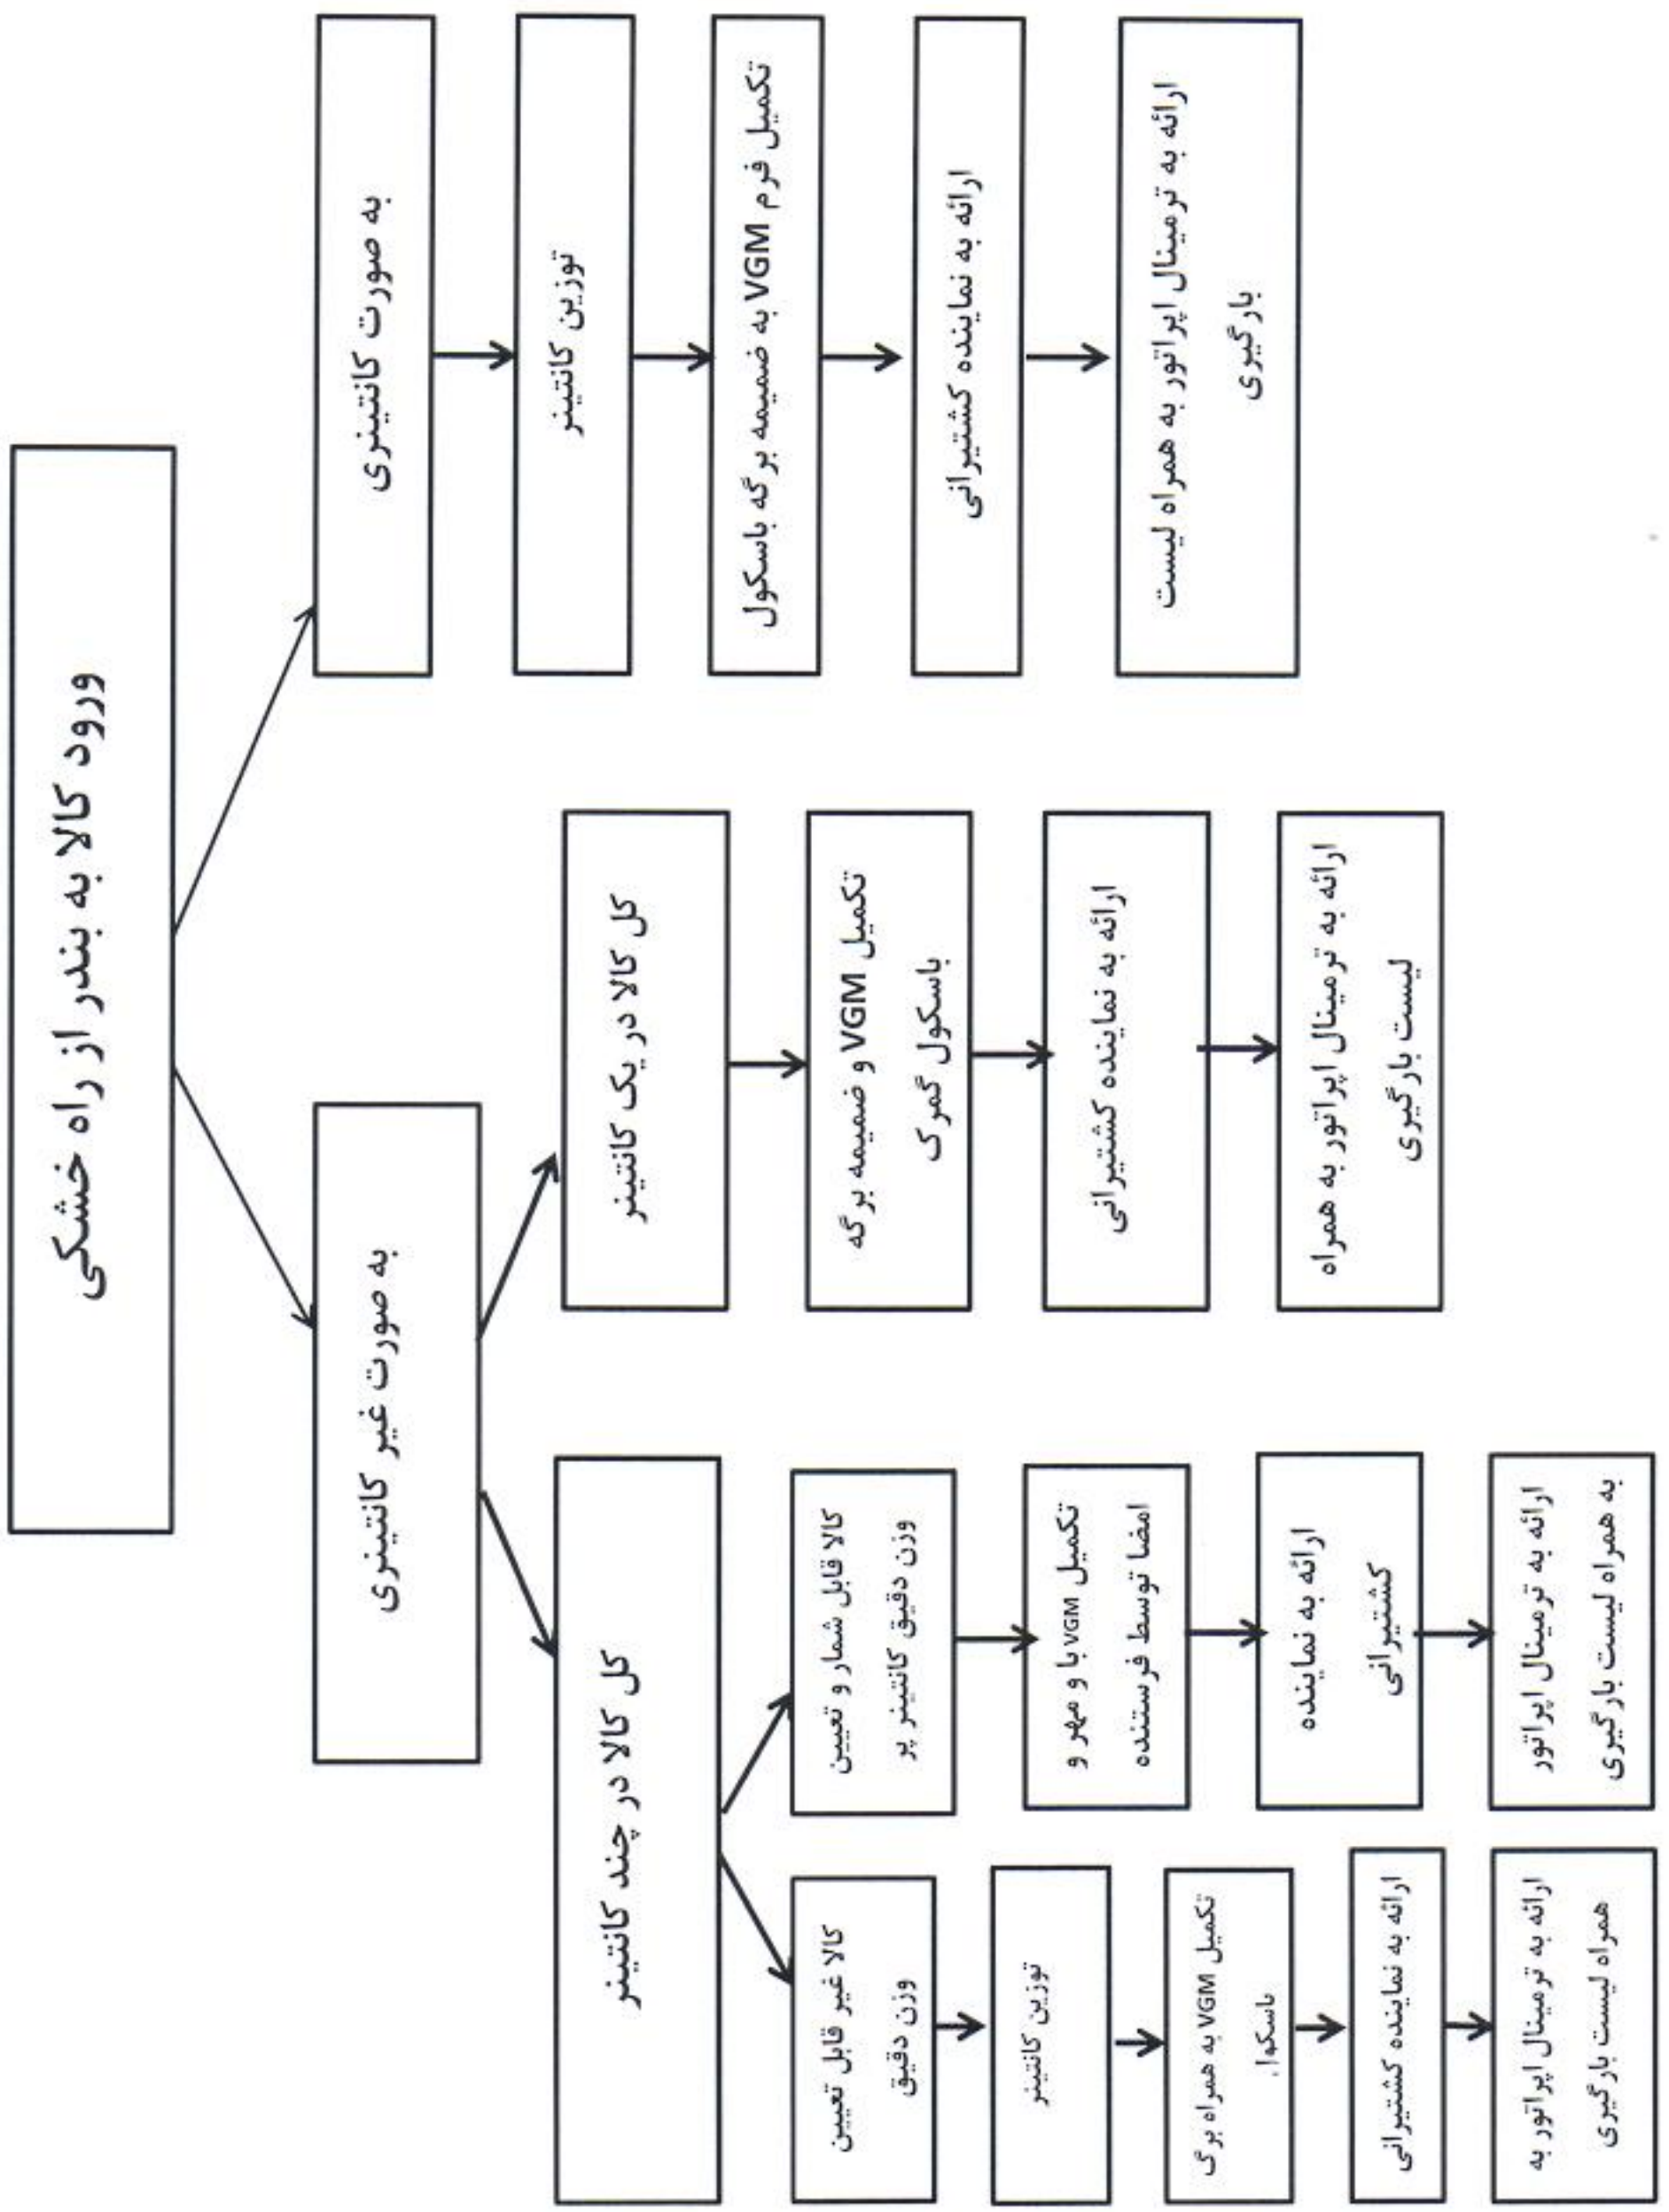 ورود کالا به بندر از راه خشکی
به صورت کانتینری
توزین کانتینر
تکمیل فرم VGM به ضمیمه برگه باسکول
ارائه به نماینده کشتیرانی
ارائه به ترمینال اپراتور به همراه لیست
بارگیری
به صورت غیر کانتینری
کل کالا در یک کانتینر
تکمیل VGM و ضمیمه برگه
باسکول گمرک
ارائه به نماینده کشتیرانی
ارائه به ترمینال اپراتور به همراه
لیست بارگیری
کل کالا در چند کانتینر
کالا قابل شمار و تعیین
وزن دقیق کانتینر پر
تکمیل VGM با و مهر و
امضا توسط فرستنده
ارائه به نماینده
کشتیرانی
ارائه به ترمینال اپراتور
به همراه لیست بارگیری
کالا غیر قابل تعیین
وزن دقیق
توزین کانتینر
تکمیل VGM به همراه برگ
باسکول
ارائه به نماینده کشتیرانی
ارائه به ترمینال اپراتور به
همراه لیست بارگیری